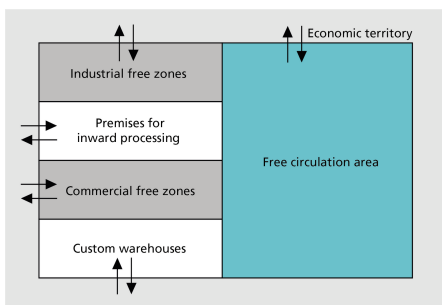 Economic territory
Industrial free zones
Premises for
inward processing
Free circulation area
Commercial free zones
Custom warehouses